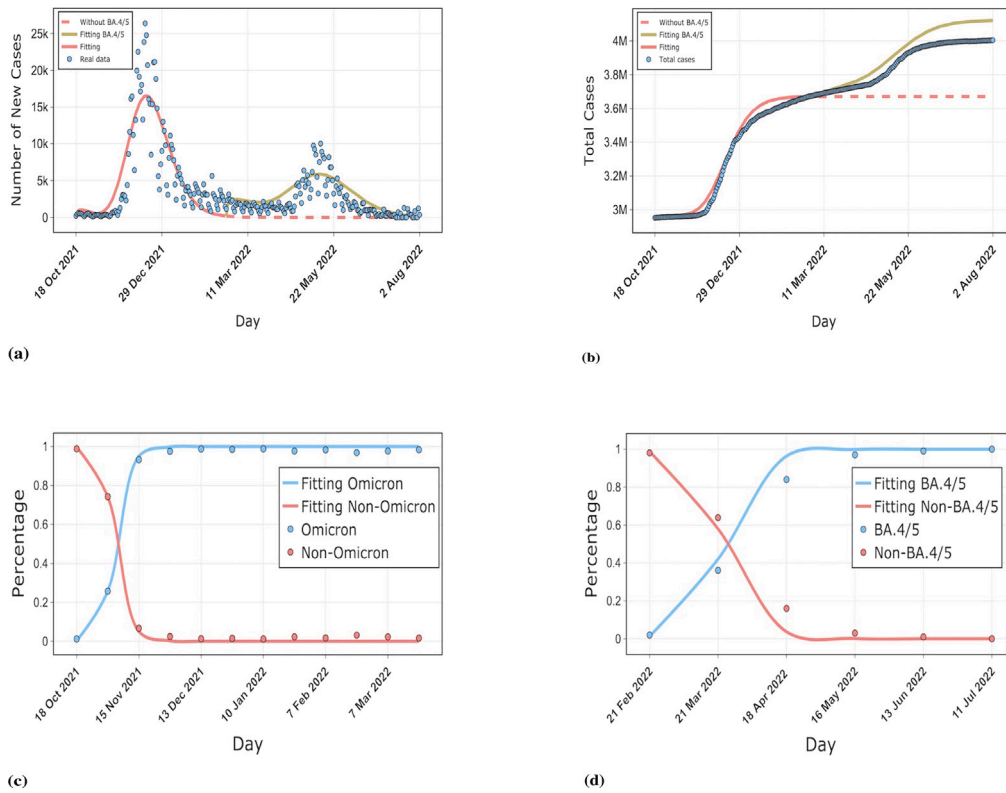 Without BA.4/5
Fitting BA.4/5
Fitting
Real data
25k
20k
15k
10k
5k
0
Number of New Cases
18 Oct 2021
29 Dec 2021
11 Mar 2022
22 May 2022
2 Aug 2022
Day
(a)
Without BA.4/5
Fitting BA.4/5
Fitting
Total cases
4M
3.8M
3.6M
3.4M
3.2M
3M
Total Cases
18 Oct 2021
29 Dec 2021
11 Mar 2022
22 May 2022
2 Aug 2022
Day
(b)
1
0.8
0.6
0.4
0.2
0
Percentage
Fitting Omicron
Fitting Non-Omicron
Omicron
Non-Omicron
18 Oct 2021
15 Nov 2021
13 Dec 2021
10 Jan 2022
7 Feb 2022
7 Mar 2022
Day
(c)
1
0.8
0.6
0.4
0.2
0
Percentage
Fitting BA.4/5
Fitting Non-BA.4/5
BA.4/5
Non-BA.4/5
21 Feb 2022
21 Mar 2022
18 Apr 2022
16 May 2022
13 Jun 2022
11 Jul 2022
Day
(d)